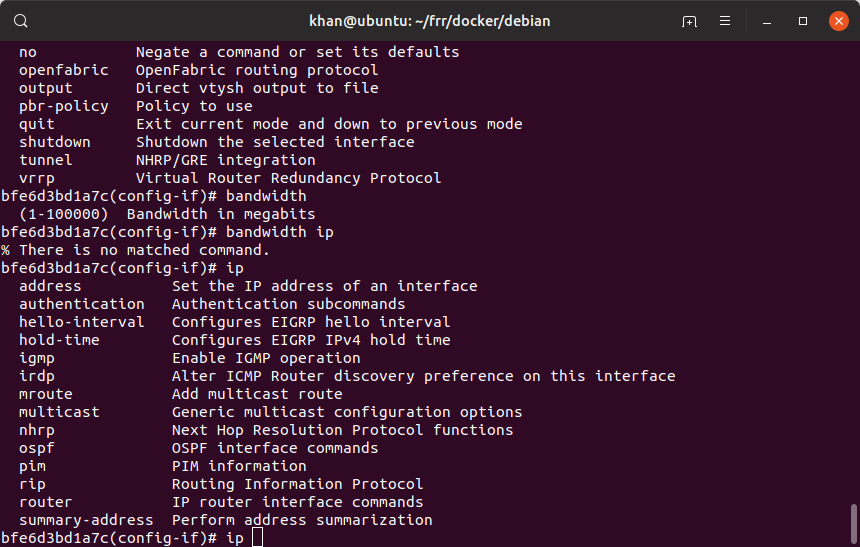 khan@ubuntu: ~/frr/docker/debian
no Negate a command or set its defaults
openfabric OpenFabric routing protocol
output Direct vtysh output to file
pbr-policy Policy to use
quit Exit current mode and down to previous mode
shutdown Shutdown the selected interface
tunnel NHRP/GRE integration
vrrp Virtual Router Redundancy Protocol
bfe6d3bd1a7c(config-if)# bandwidth
(1-100000) Bandwidth in megabits
bfe6d3bd1a7c(config-if)# bandwidth ip
% There is no matched command.
bfe6d3bd1a7c(config-if)# ip
address Set the IP address of an interface
authentication Authentication subcommands
hello-interval Configures EIGRP hello interval
hold-time Configures EIGRP IPv4 hold time
igmp Enable IGMP operation
irdp Alter ICMP Router discovery preference on this interface
mroute Add multicast route
multicast Generic multicast configuration options
nhrp Next Hop Resolution Protocol functions
ospf OSPF interface commands
pim PIM information
rip Routing Information Protocol
router IP router interface commands
summary-address Perform address summarization
bfe6d3bd1a7c(config-if)# ip